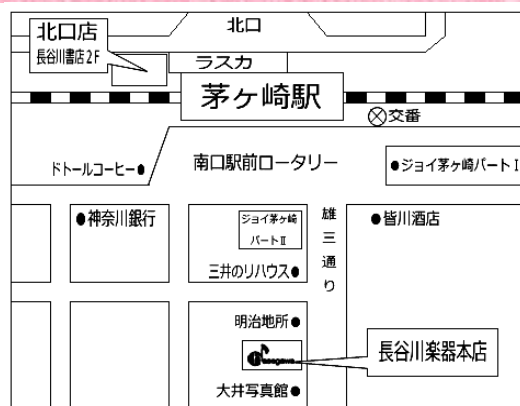 北口
北口店
長谷川書店2F
ラスカ
茅ヶ崎駅
交番
ドトールコーヒー
南口駅前ロータリー
ジョイ茅ヶ崎パートI
神奈川銀行
ジョイ茅ヶ崎
パートⅡ
雄三通り
皆川酒店
三井のリハウス
明治地所
長谷川楽器本店
大井写真館